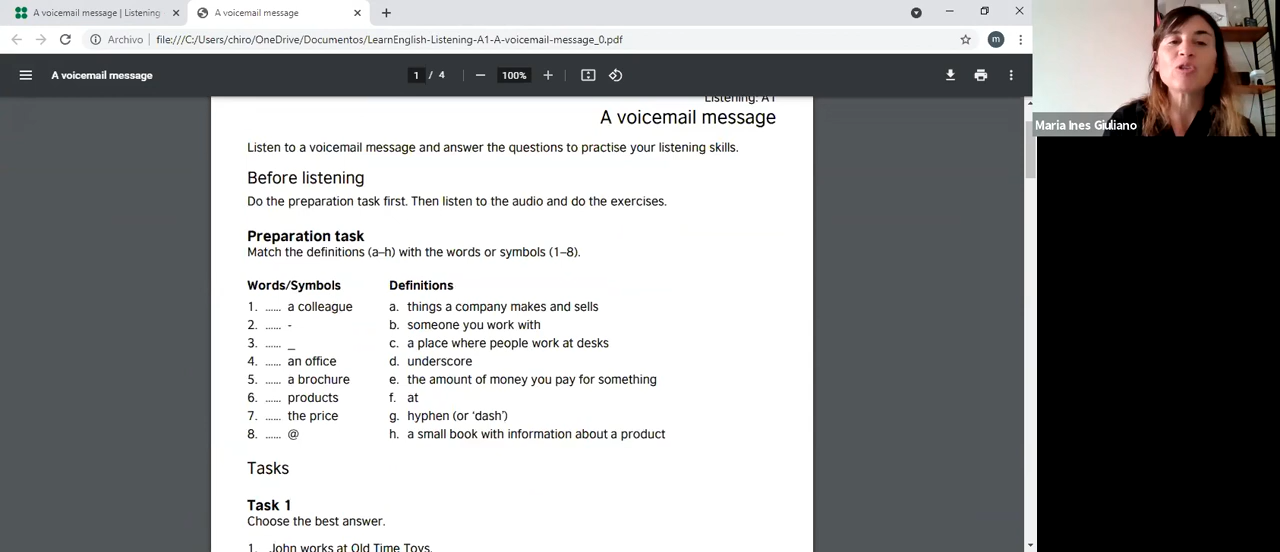 A voicemail message | Listening
A voicemail message
Archivo
file:///C:/Users/chiro/OneDrive/Documentos/LearnEnglish-Listening-A1-A-voicemail-message_0.pdf
m
A voicemail message
1 / 4
100%
Maria Ines Giuliano
Listening: A1
A voicemail message
Listen to a voicemail message and answer the questions to practise your listening skills.
Before listening
Do the preparation task first. Then listen to the audio and do the exercises.
Preparation task
Match the definitions (a–h) with the words or symbols (1–8).
Words/Symbols Definitions
1. ...... a colleague a. things a company makes and sells
2. ...... - b. someone you work with
3. ...... _ c. a place where people work at desks
4. ...... an office d. underscore
5. ...... a brochure e. the amount of money you pay for something
6. ...... products f. at
7. ...... the price g. hyphen (or ‘dash’)
8. ...... @ h. a small book with information about a product
Tasks
Task 1
Choose the best answer.
1. John works at Old Time Toys.